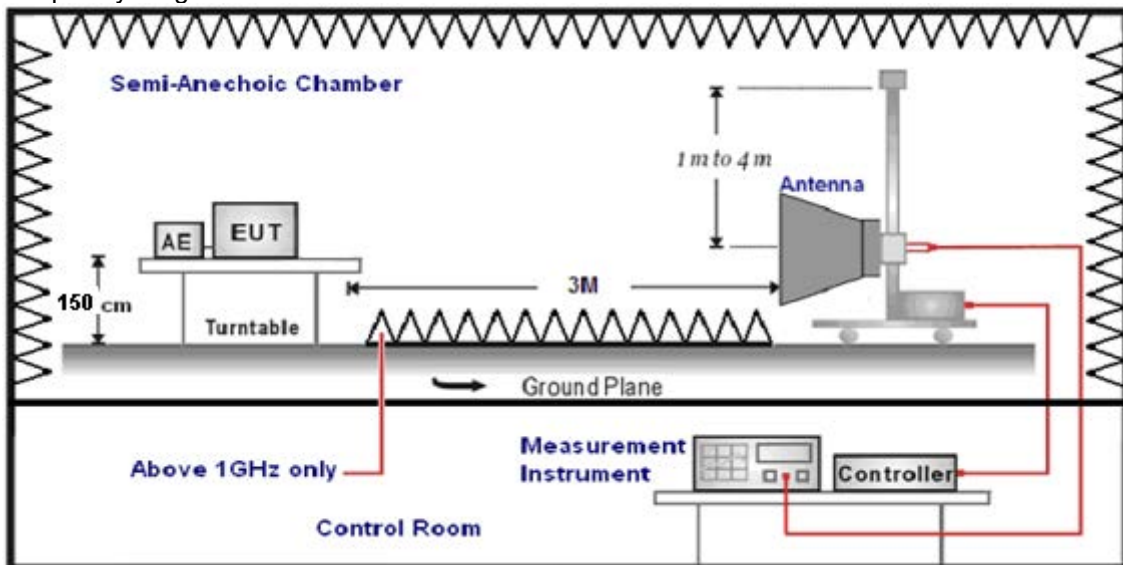 Semi-Anechoic Chamber
1 m to 4 m
Antenna
AE
EUT
3M
150 cm
Turntable
Ground Plane
Above 1GHz only
Measurement
Instrument
Controller
Control Room